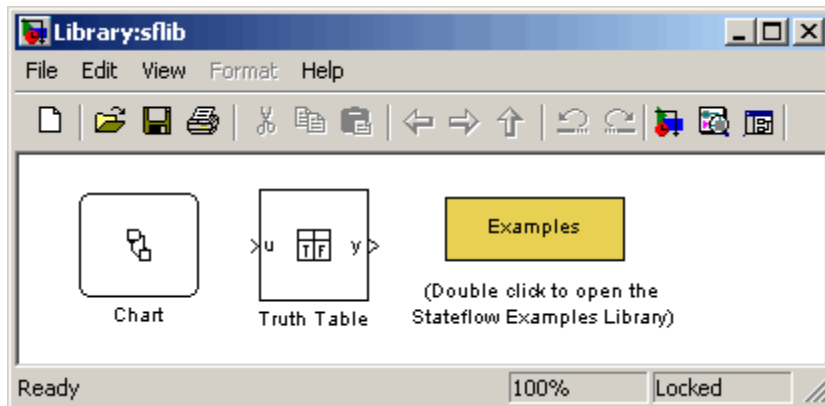 Library:sflib
File Edit View Format Help
Examples
u T F y
Chart
Truth Table
(Double click to open the
Stateflow Examples Library)
Ready 100% Locked